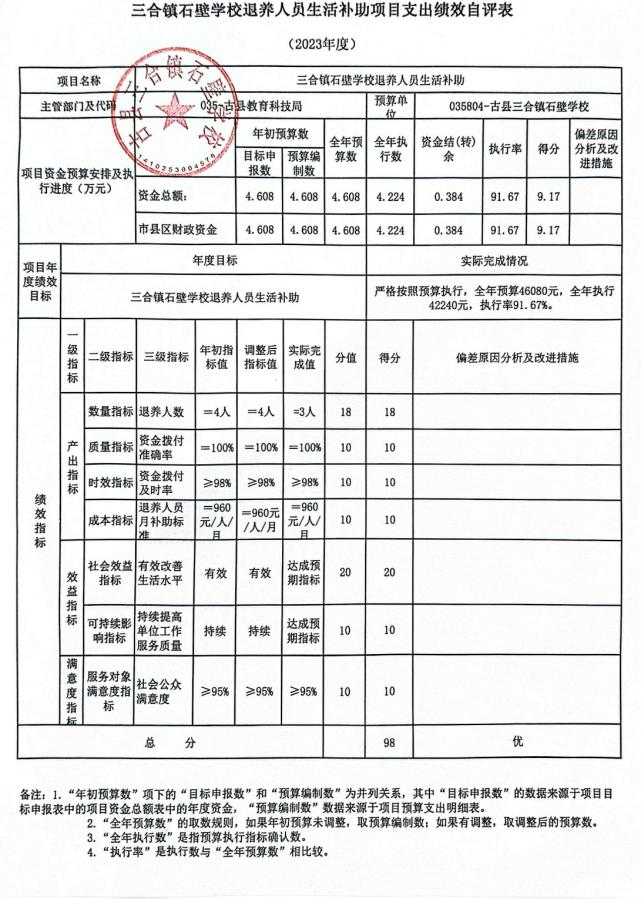 三合镇石壁学校退养人员生活补助项目支出绩效自评表
（2023年度）
项目名称 三合镇石壁学校退养人员生活补助
主管部门及代码 035-古县教育科技局 预算单位 035804-古县三合镇石壁学校
项目资金预算安排及执行进度（万元） 年初预算数 全年预算数 全年执行数 资金结(转)余 执行率 得分 偏差原因分析及改进措施
目标申报数 预算编制数
资金总额： 4.608 4.608 4.608 4.224 0.384 91.67 9.17
市县区财政资金 4.608 4.608 4.608 4.224 0.384 91.67 9.17
项目年度绩效目标 年度目标 实际完成情况
三合镇石壁学校退养人员生活补助 严格按照预算执行，全年预算46080元，全年执行42240元，执行率91.67%。
绩效指标 一级指标 二级指标 三级指标 年初指标值 调整后指标值 实际完成值 分值 得分 偏差原因分析及改进措施
产出指标 数量指标 退养人数 ＝4人 ＝4人 =3人 18 18
质量指标 资金拨付准确率 ＝100% ＝100% ＝100% 10 10
时效指标 资金拨付及时率 ≥98% ≥98% ≥98% 10 10
成本指标 退养人员月补助标准 ＝960元/人/月 ＝960元/人/月 ＝960元/人/月 10 10
效益指标 社会效益指标 有效改善生活水平 有效 有效 达成预期指标 20 20
可持续影响指标 持续提高单位工作服务质量 持续 持续 达成预期指标 10 10
满意度指标 服务对象满意度指标 社会公众满意度 ≥95% ≥95% ≥95% 10 10
总 分 98 优
备注：1. “年初预算数”项下的“目标申报数”和“预算编制数”为并列关系，其中“目标申报数”的数据来源于项目目
标申报表中的项目资金总额表中的年度资金，“预算编制数”数据来源于项目预算支出明细表。
2. “全年预算数”的取数规则，如果年初预算未调整，取预算编制数；如果有调整，取调整后的预算数。
3. “全年执行数”是指预算执行指标确认数。
4. “执行率”是执行数与“全年预算数”相比较。